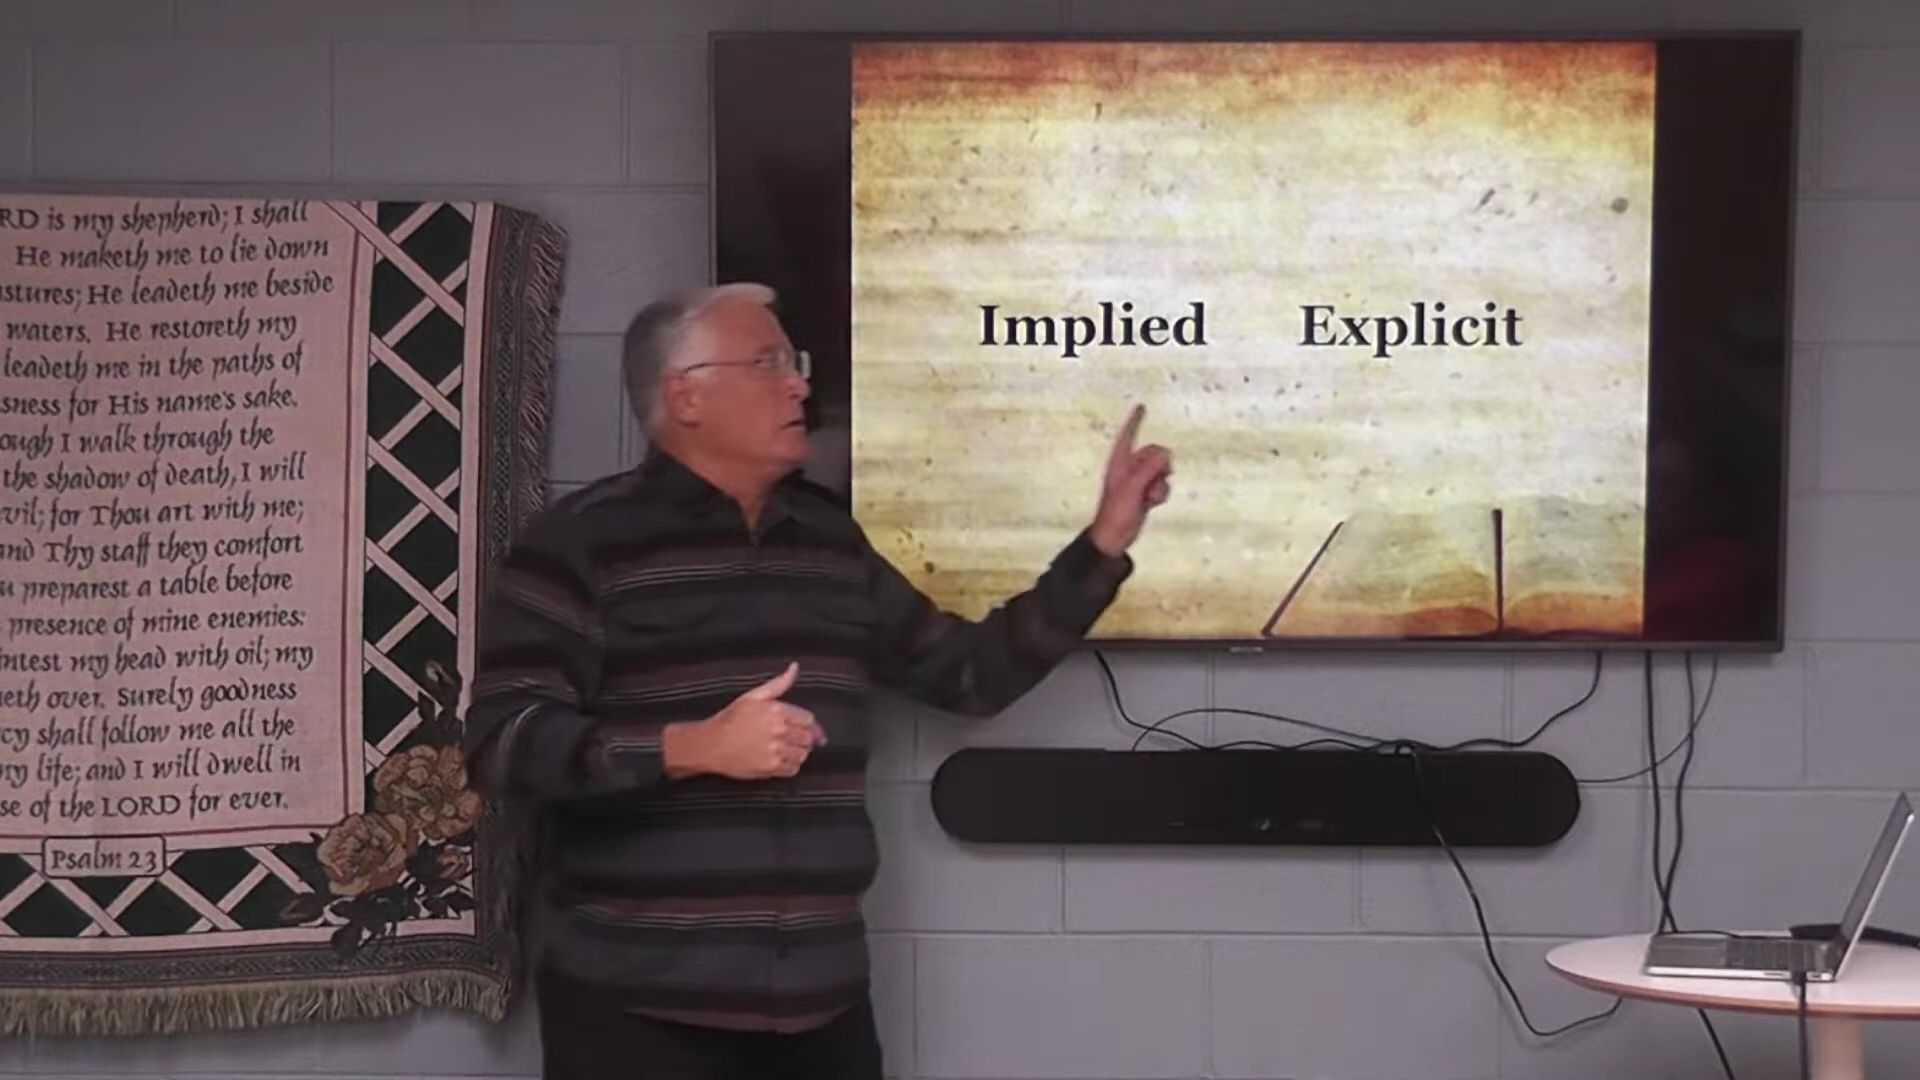 RD is my shepherd; I shall
He maketh me to lie down
stures; He leadeth me beside
waters. He restoreth my
leadeth me in the paths of
sness for His name's sake.
ough I walk through the
the shadow of death, I will
vil; for Thou art with me;
and Thy staff they comfort
u preparest a table before
presence of mine enemies:
intest my head with oil; my
eth over. Surely goodness
cy shall follow me all the
my life; and I will dwell in
se of the LORD for ever.
Psalm 23
Implied Explicit